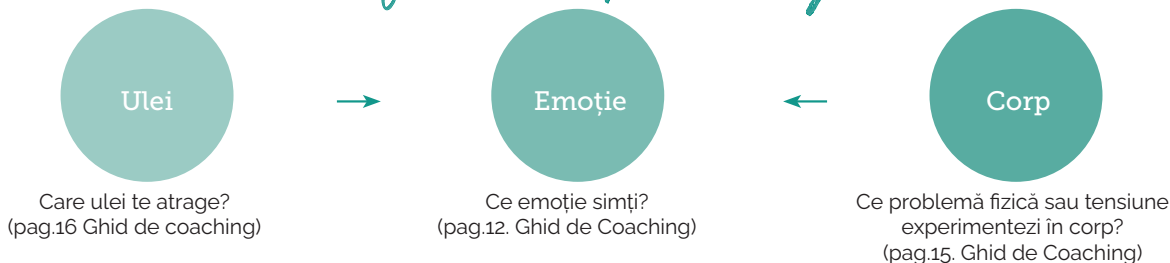 Ulei
Care ulei te atrage?
(pag.16 Ghid de coaching)
Emoție
Ce emoție simți?
(pag.12. Ghid de Coaching)
Corp
Ce problemă fizică sau tensiune
experimentezi în corp?
(pag.15. Ghid de Coaching)